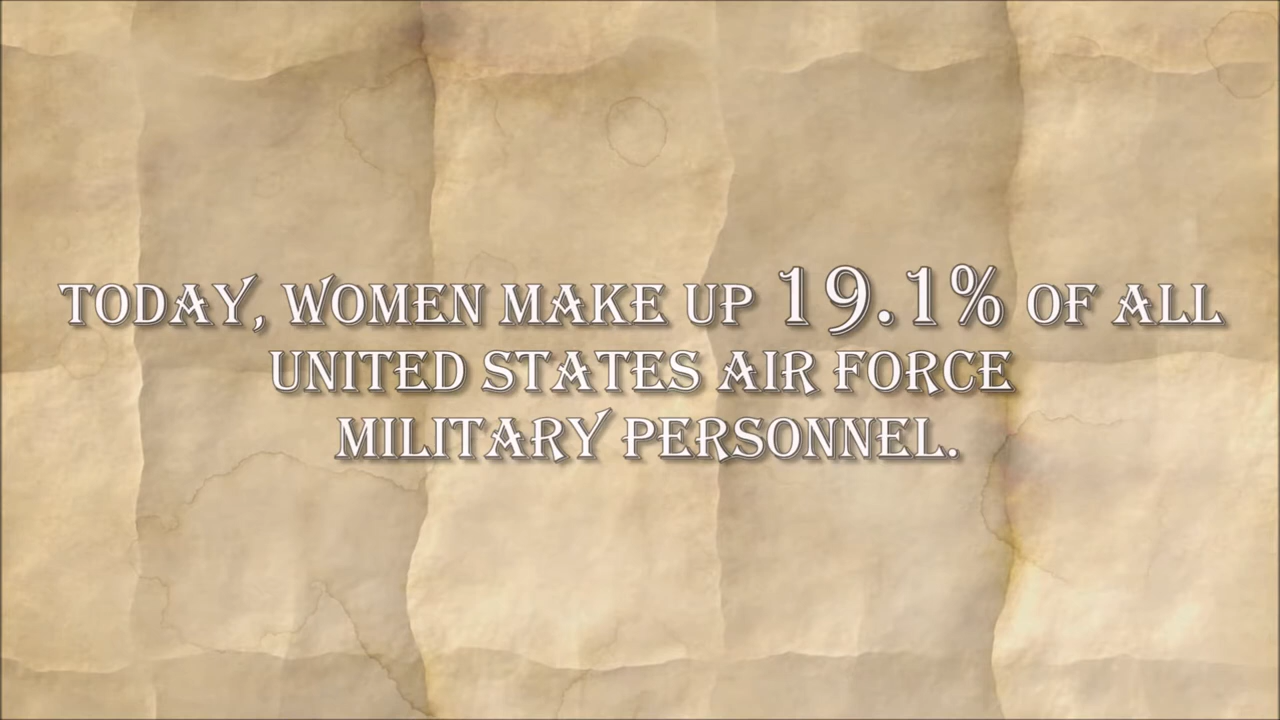 TODAY, WOMEN MAKE UP 19.1% OF ALL
UNITED STATES AIR FORCE
MILITARY PERSONNEL.